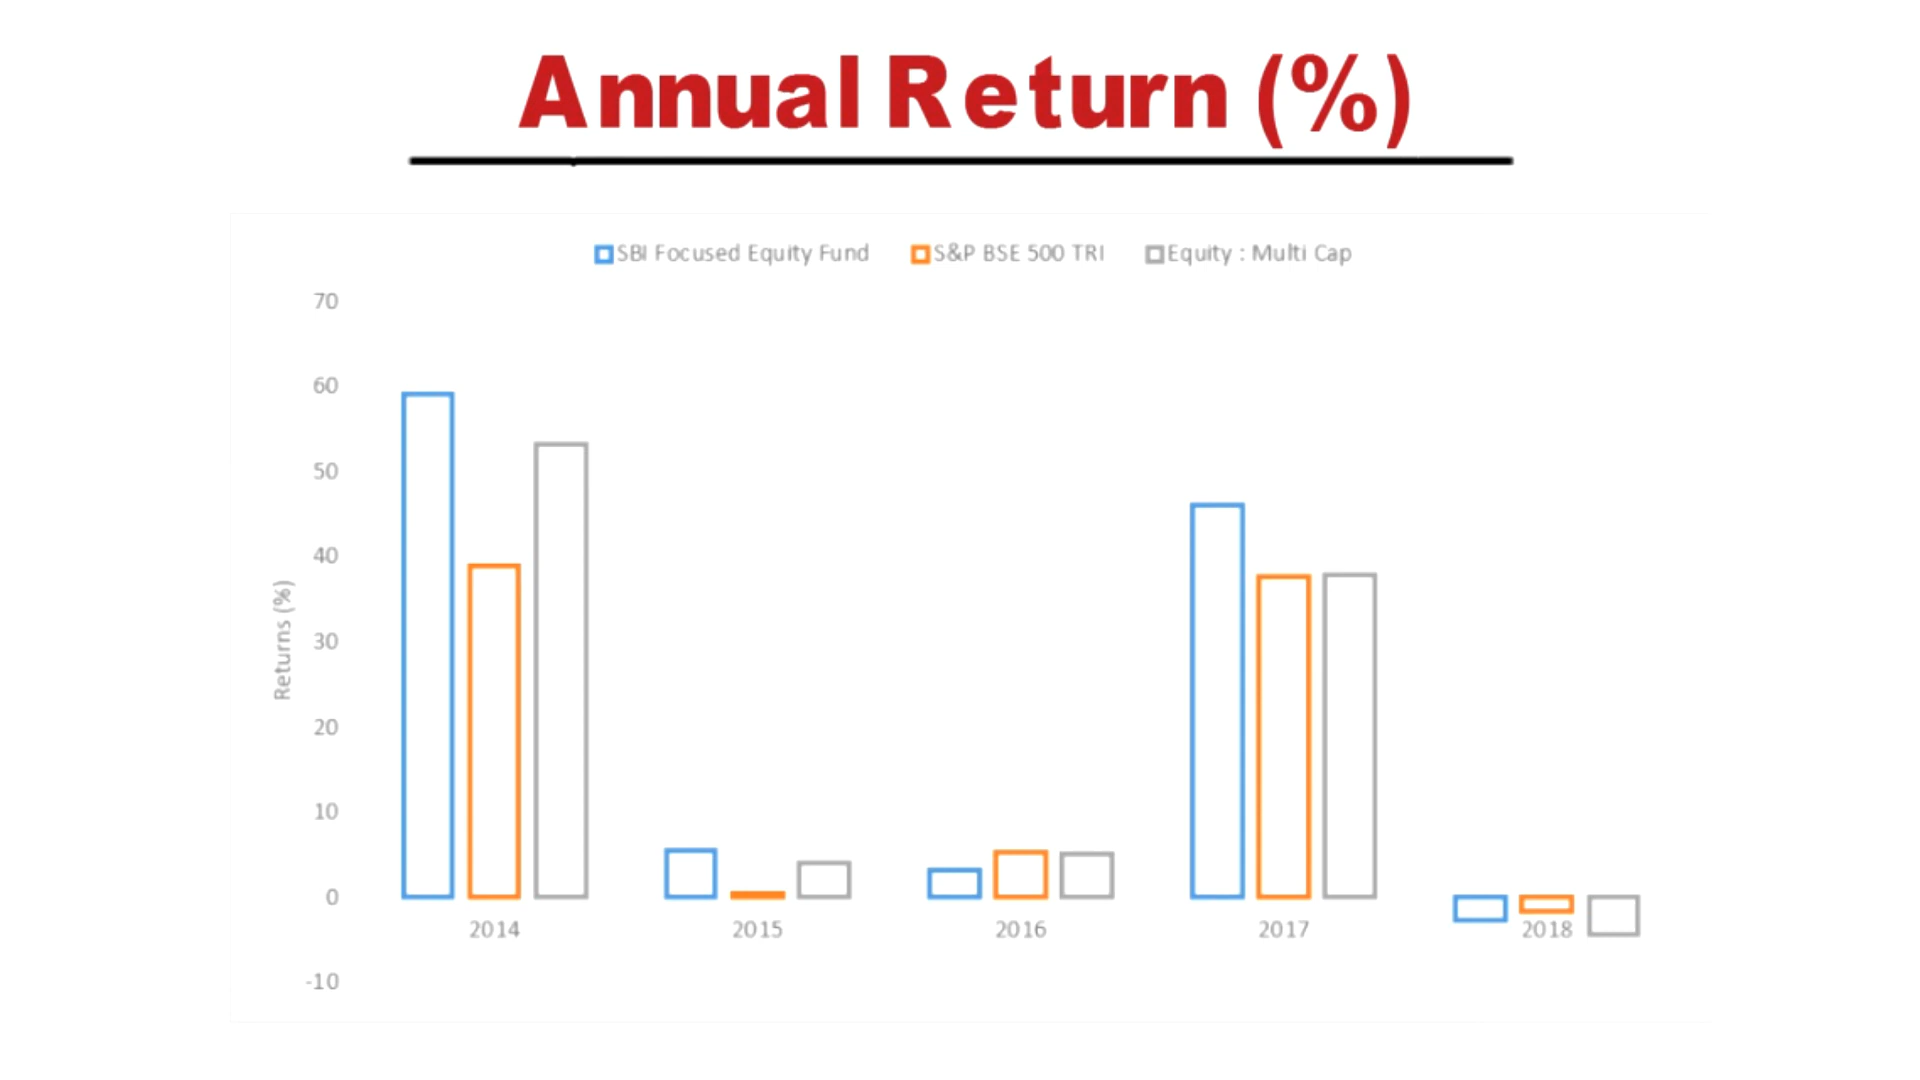 Annual Return (%)
SBI Focused Equity Fund S&P BSE 500 TRI Equity : Multi Cap
70
60
50
40
30
20
10
0
-10
Returns (%)
2014 2015 2016 2017 2018